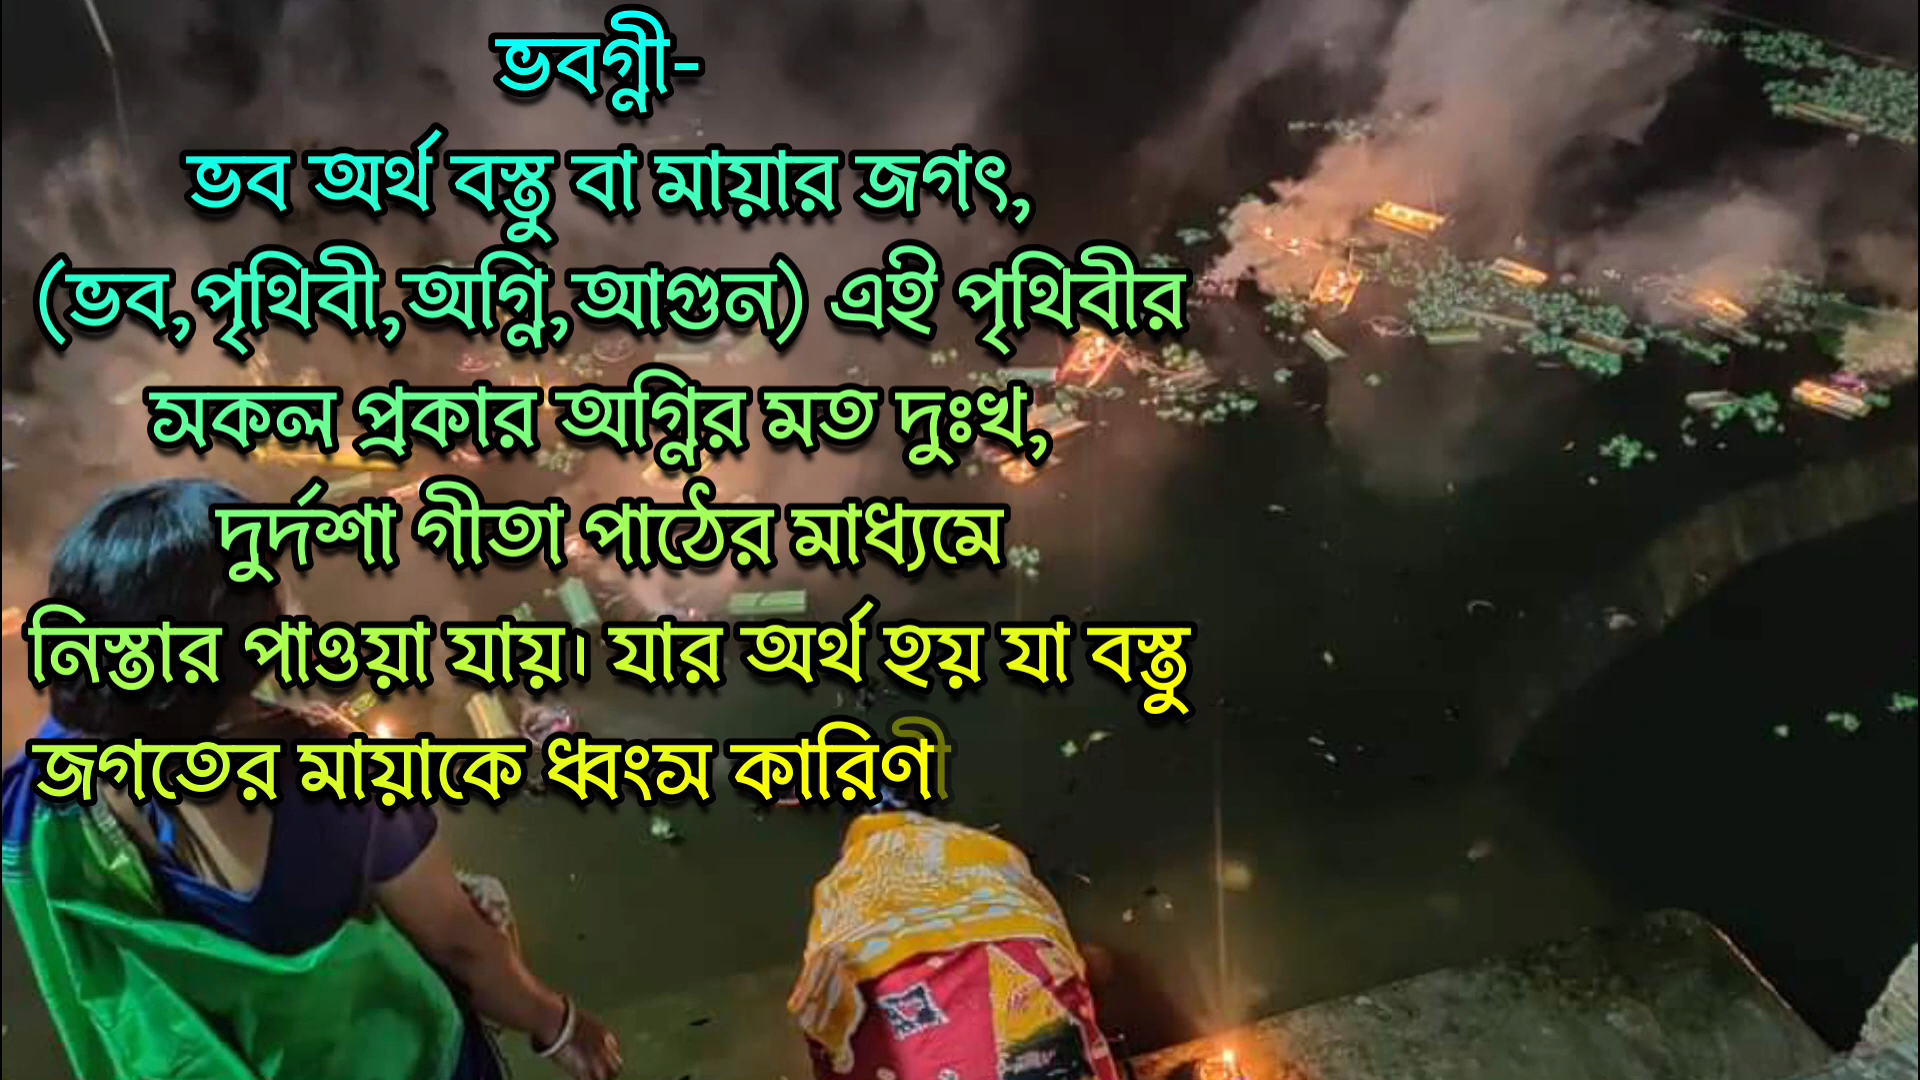 ভবগ্নী-
ভব অর্থ বস্তু বা মায়ার জগৎ,
(ভব,পৃথিবী,অগ্নি,আগুন) এই পৃথিবীর
সকল প্রকার অগ্নির মত দুঃখ,
দুর্দশা গীতা পাঠের মাধ্যমে
নিস্তার পাওয়া যায়। যার অর্থ হয় যা বস্তু
জগতের মায়াকে ধ্বংস কারিণী